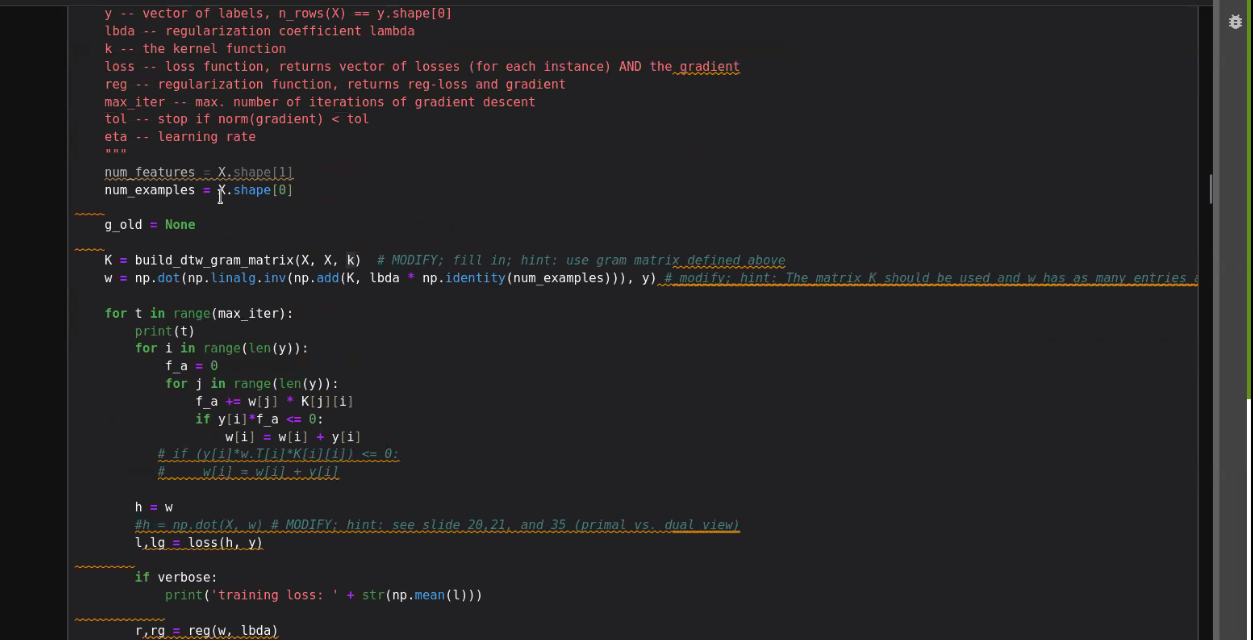 y -- vector of labels, n_rows(X) == y.shape[0]
lbda -- regularization coefficient lambda
k -- the kernel function
loss -- loss function, returns vector of losses (for each instance) AND the gradient
reg -- regularization function, returns reg-loss and gradient
max_iter -- max. number of iterations of gradient descent
tol -- stop if norm(gradient) < tol
eta -- learning rate
"""
num_features = X.shape[1]
num_examples = X.shape[0]
g_old = None
K = build_dtw_gram_matrix(X, X, k)  # MODIFY; fill in; hint: use gram matrix defined above
w = np.dot(np.linalg.inv(np.add(K, lbda * np.identity(num_examples))), y) # modify; hint: The matrix K should be used and w has as many entries a
for t in range(max_iter):
    print(t)
    for i in range(len(y)):
        f_a = 0
        for j in range(len(y)):
            f_a += w[j] * K[j][i]
            if y[i]*f_a <= 0:
                w[i] = w[i] + y[i]
       # if (y[i]*w.T[i]*K[i][i]) <= 0:
       #     w[i] = w[i] + y[i]
    h = w
    #h = np.dot(X, w) # MODIFY; hint: see slide 20,21, and 35 (primal vs. dual view)
    l,lg = loss(h, y)
    if verbose:
        print('training loss: ' + str(np.mean(l)))
    r,rg = reg(w, lbda)